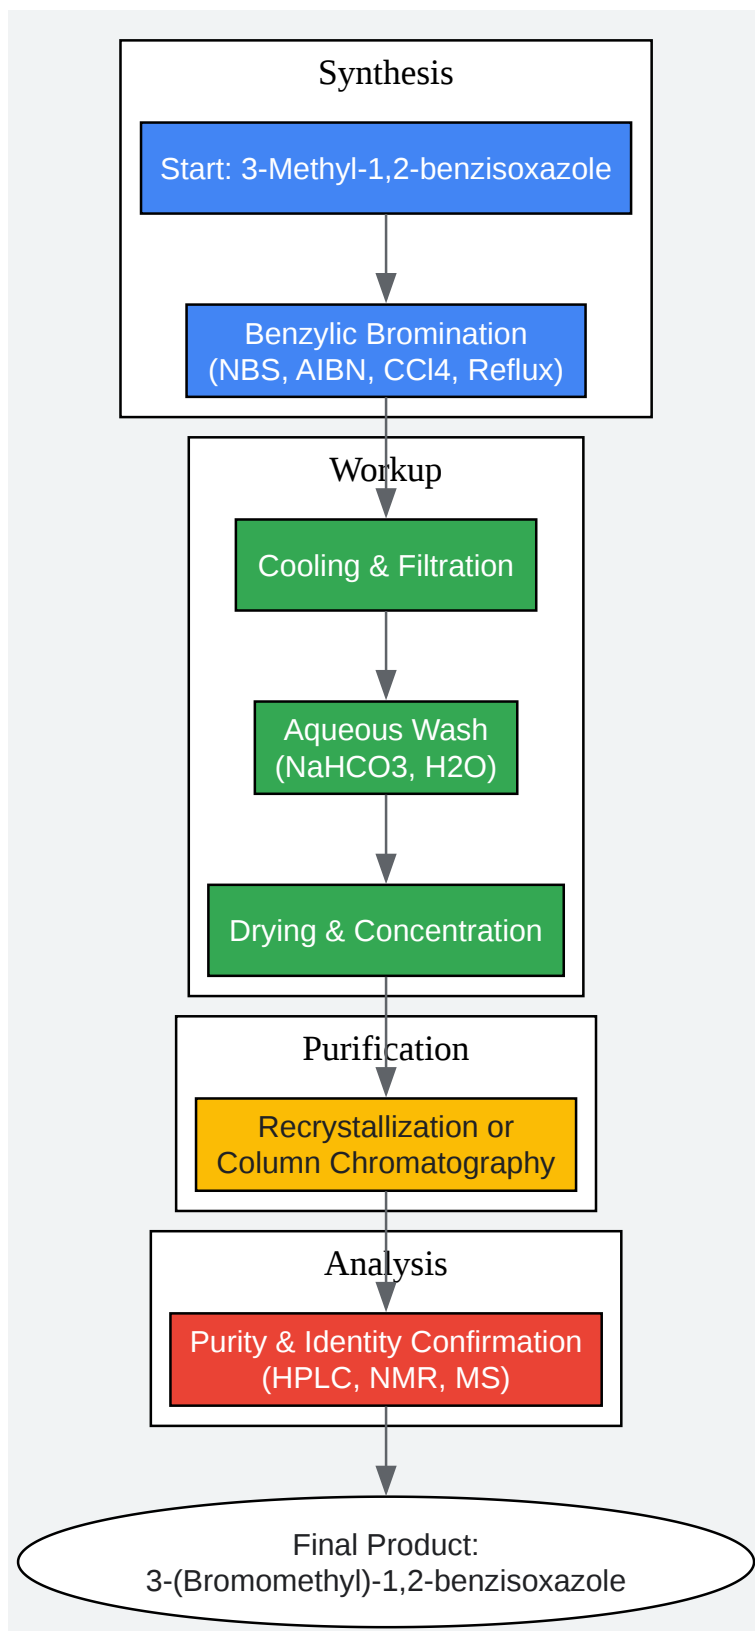 Synthesis
Start: 3-Methyl-1,2-benzisoxazole
Benzylic Bromination
(NBS, AIBN, CCl4, Reflux)
Workup
Cooling & Filtration
Aqueous Wash
(NaHCO3, H2O)
Drying & Concentration
Purification
Recrystallization or
Column Chromatography
Analysis
Purity & Identity Confirmation
(HPLC, NMR, MS)
Final Product:
3-(Bromomethyl)-1,2-benzisoxazole